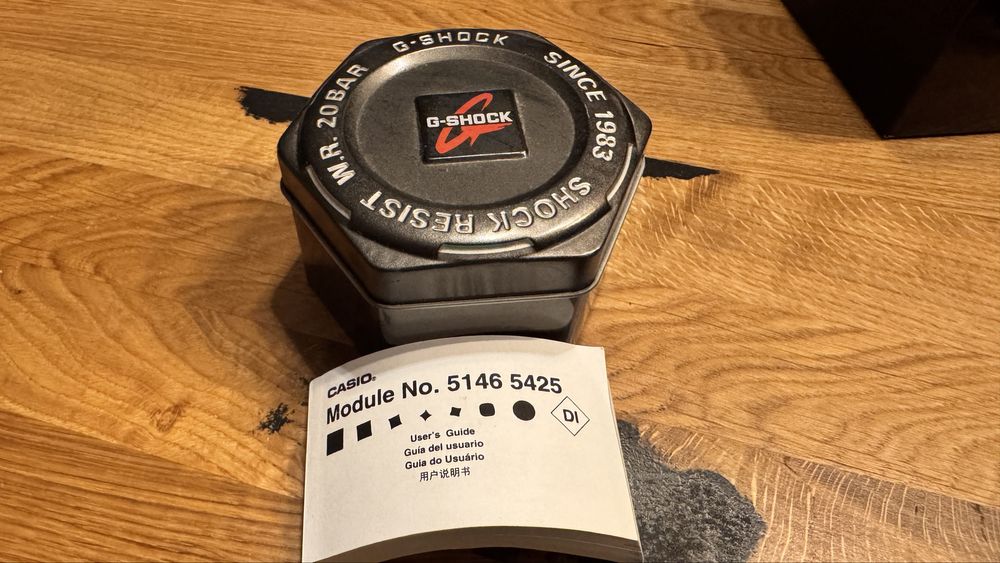 G-SHOCK
SINCE 1983
SHOCK RESIST
W.R. 20BAR
G-SHOCK
CASIO®
Module No. 5146 5425
DI
User's Guide
Guía del usuario
Guia do Usuário
用户说明书